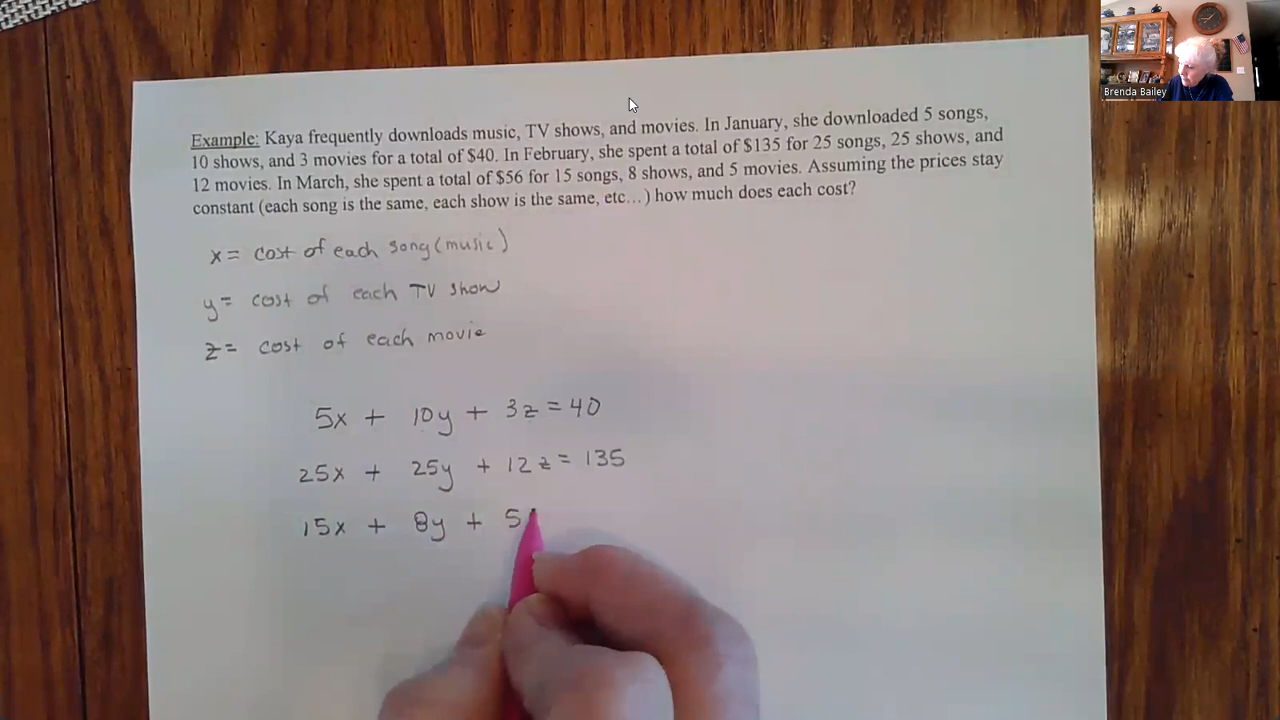 Brenda Bailey
Example: Kaya frequently downloads music, TV shows, and movies. In January, she downloaded 5 songs,
10 shows, and 3 movies for a total of $40. In February, she spent a total of $135 for 25 songs, 25 shows, and
12 movies. In March, she spent a total of $56 for 15 songs, 8 shows, and 5 movies. Assuming the prices stay
constant (each song is the same, each show is the same, etc…) how much does each cost?
x = cost of each song (music)
y = cost of each TV show
z = cost of each movie
5x + 10y + 3z = 40
25x + 25y + 12z = 135
15x + 8y + 5